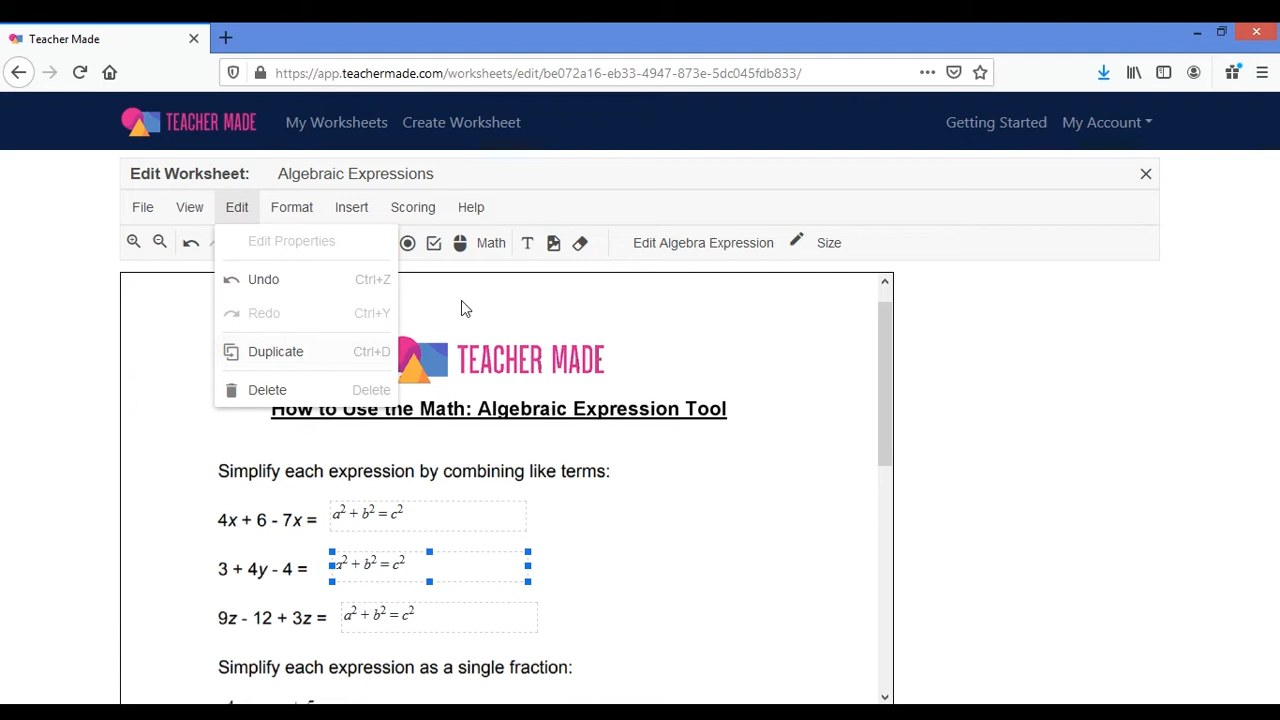 Teacher Made
https://app.teachermade.com/worksheets/edit/be072a16-eb33-4947-873e-5dc045fdb833/
TEACHER MADE My Worksheets Create Worksheet Getting Started My Account
Edit Worksheet: Algebraic Expressions
File View Edit Format Insert Scoring Help
Math T Edit Algebra Expression Size
Edit Properties
Undo Ctrl+Z
Redo Ctrl+Y
Duplicate Ctrl+D
Delete Delete
TEACHER MADE
How to Use the Math: Algebraic Expression Tool
Simplify each expression by combining like terms:
4x + 6 - 7x = a² + b² = c²
3 + 4y - 4 = a² + b² = c²
9z - 12 + 3z = a² + b² = c²
Simplify each expression as a single fraction: